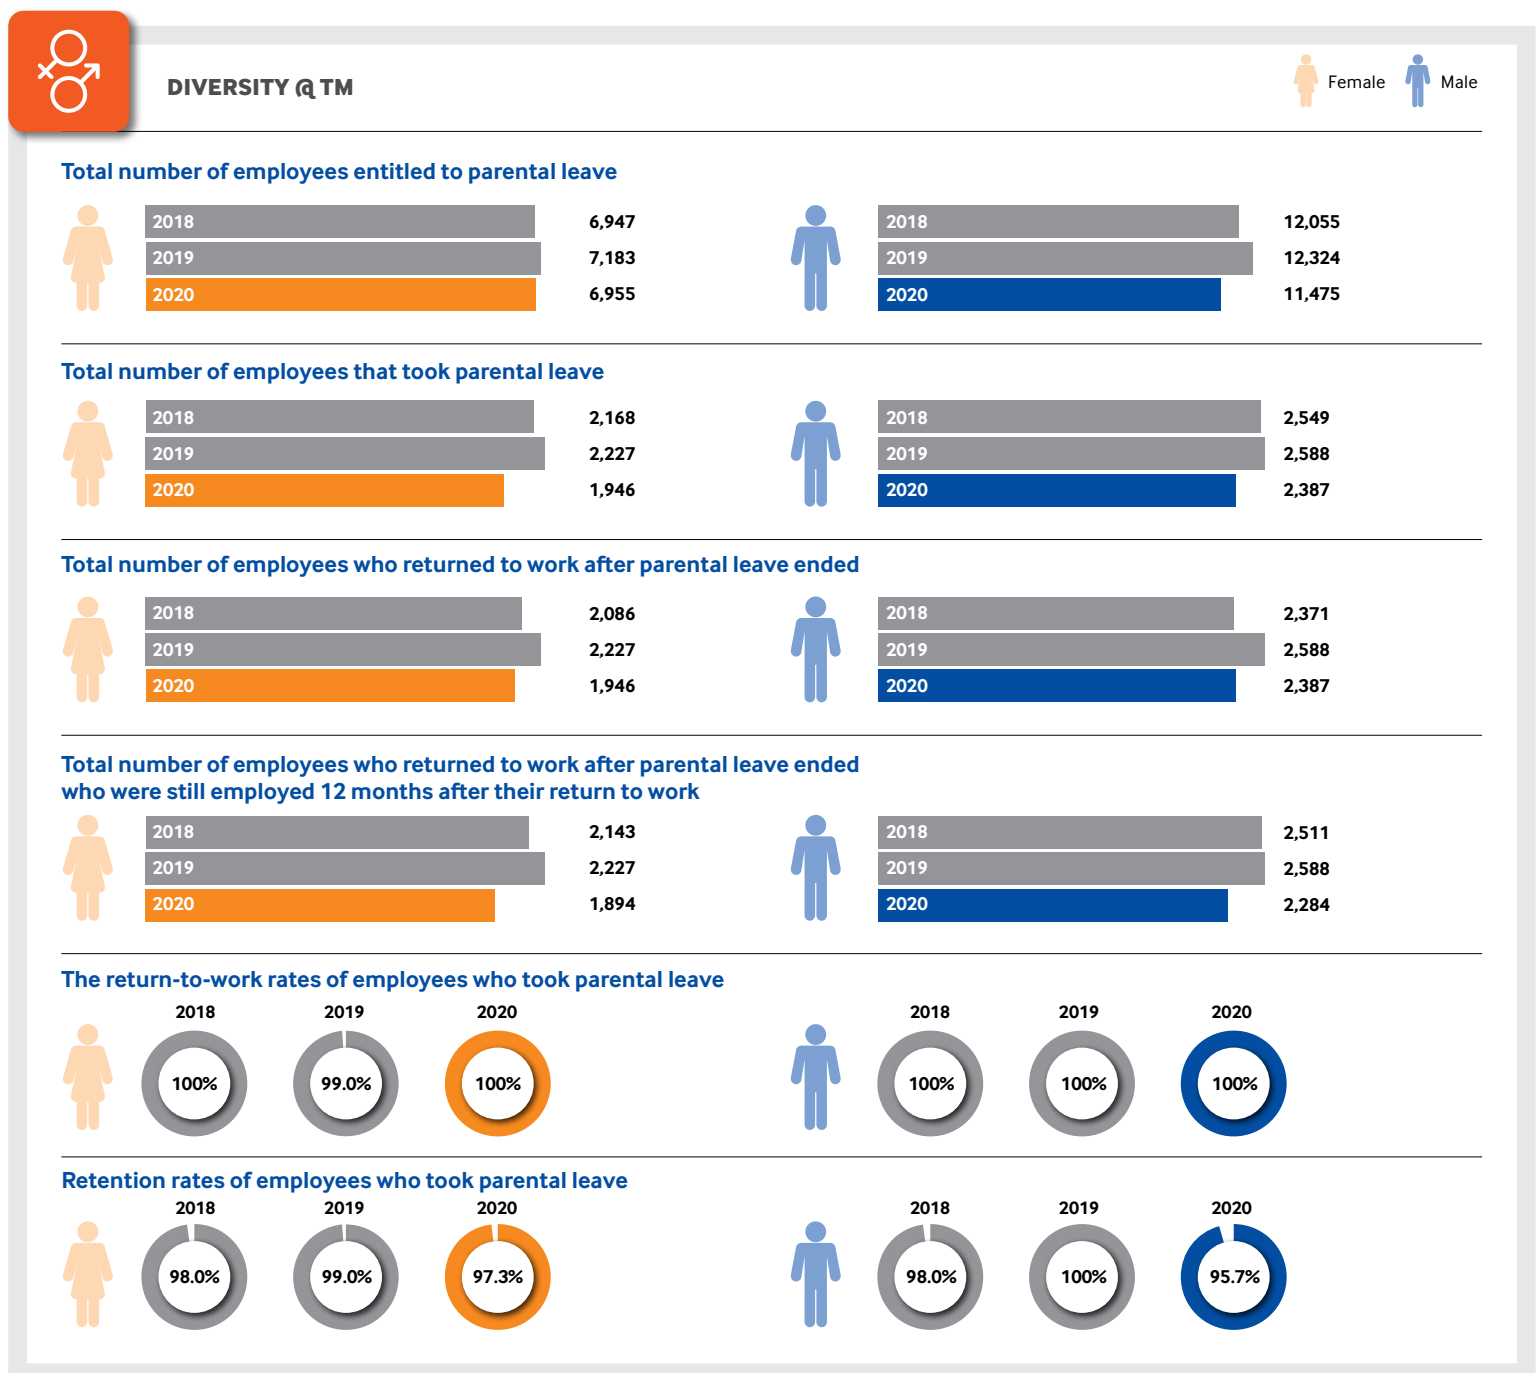 DIVERSITY @ TM
Female
Male
Total number of employees entitled to parental leave
2018 6,947
2019 7,183
2020 6,955
2018 12,055
2019 12,324
2020 11,475
Total number of employees that took parental leave
2018 2,168
2019 2,227
2020 1,946
2018 2,549
2019 2,588
2020 2,387
Total number of employees who returned to work after parental leave ended
2018 2,086
2019 2,227
2020 1,946
2018 2,371
2019 2,588
2020 2,387
Total number of employees who returned to work after parental leave ended
who were still employed 12 months after their return to work
2018 2,143
2019 2,227
2020 1,894
2018 2,511
2019 2,588
2020 2,284
The return-to-work rates of employees who took parental leave
2018 2019 2020
100% 99.0% 100%
2018 2019 2020
100% 100% 100%
Retention rates of employees who took parental leave
2018 2019 2020
98.0% 99.0% 97.3%
2018 2019 2020
98.0% 100% 95.7%